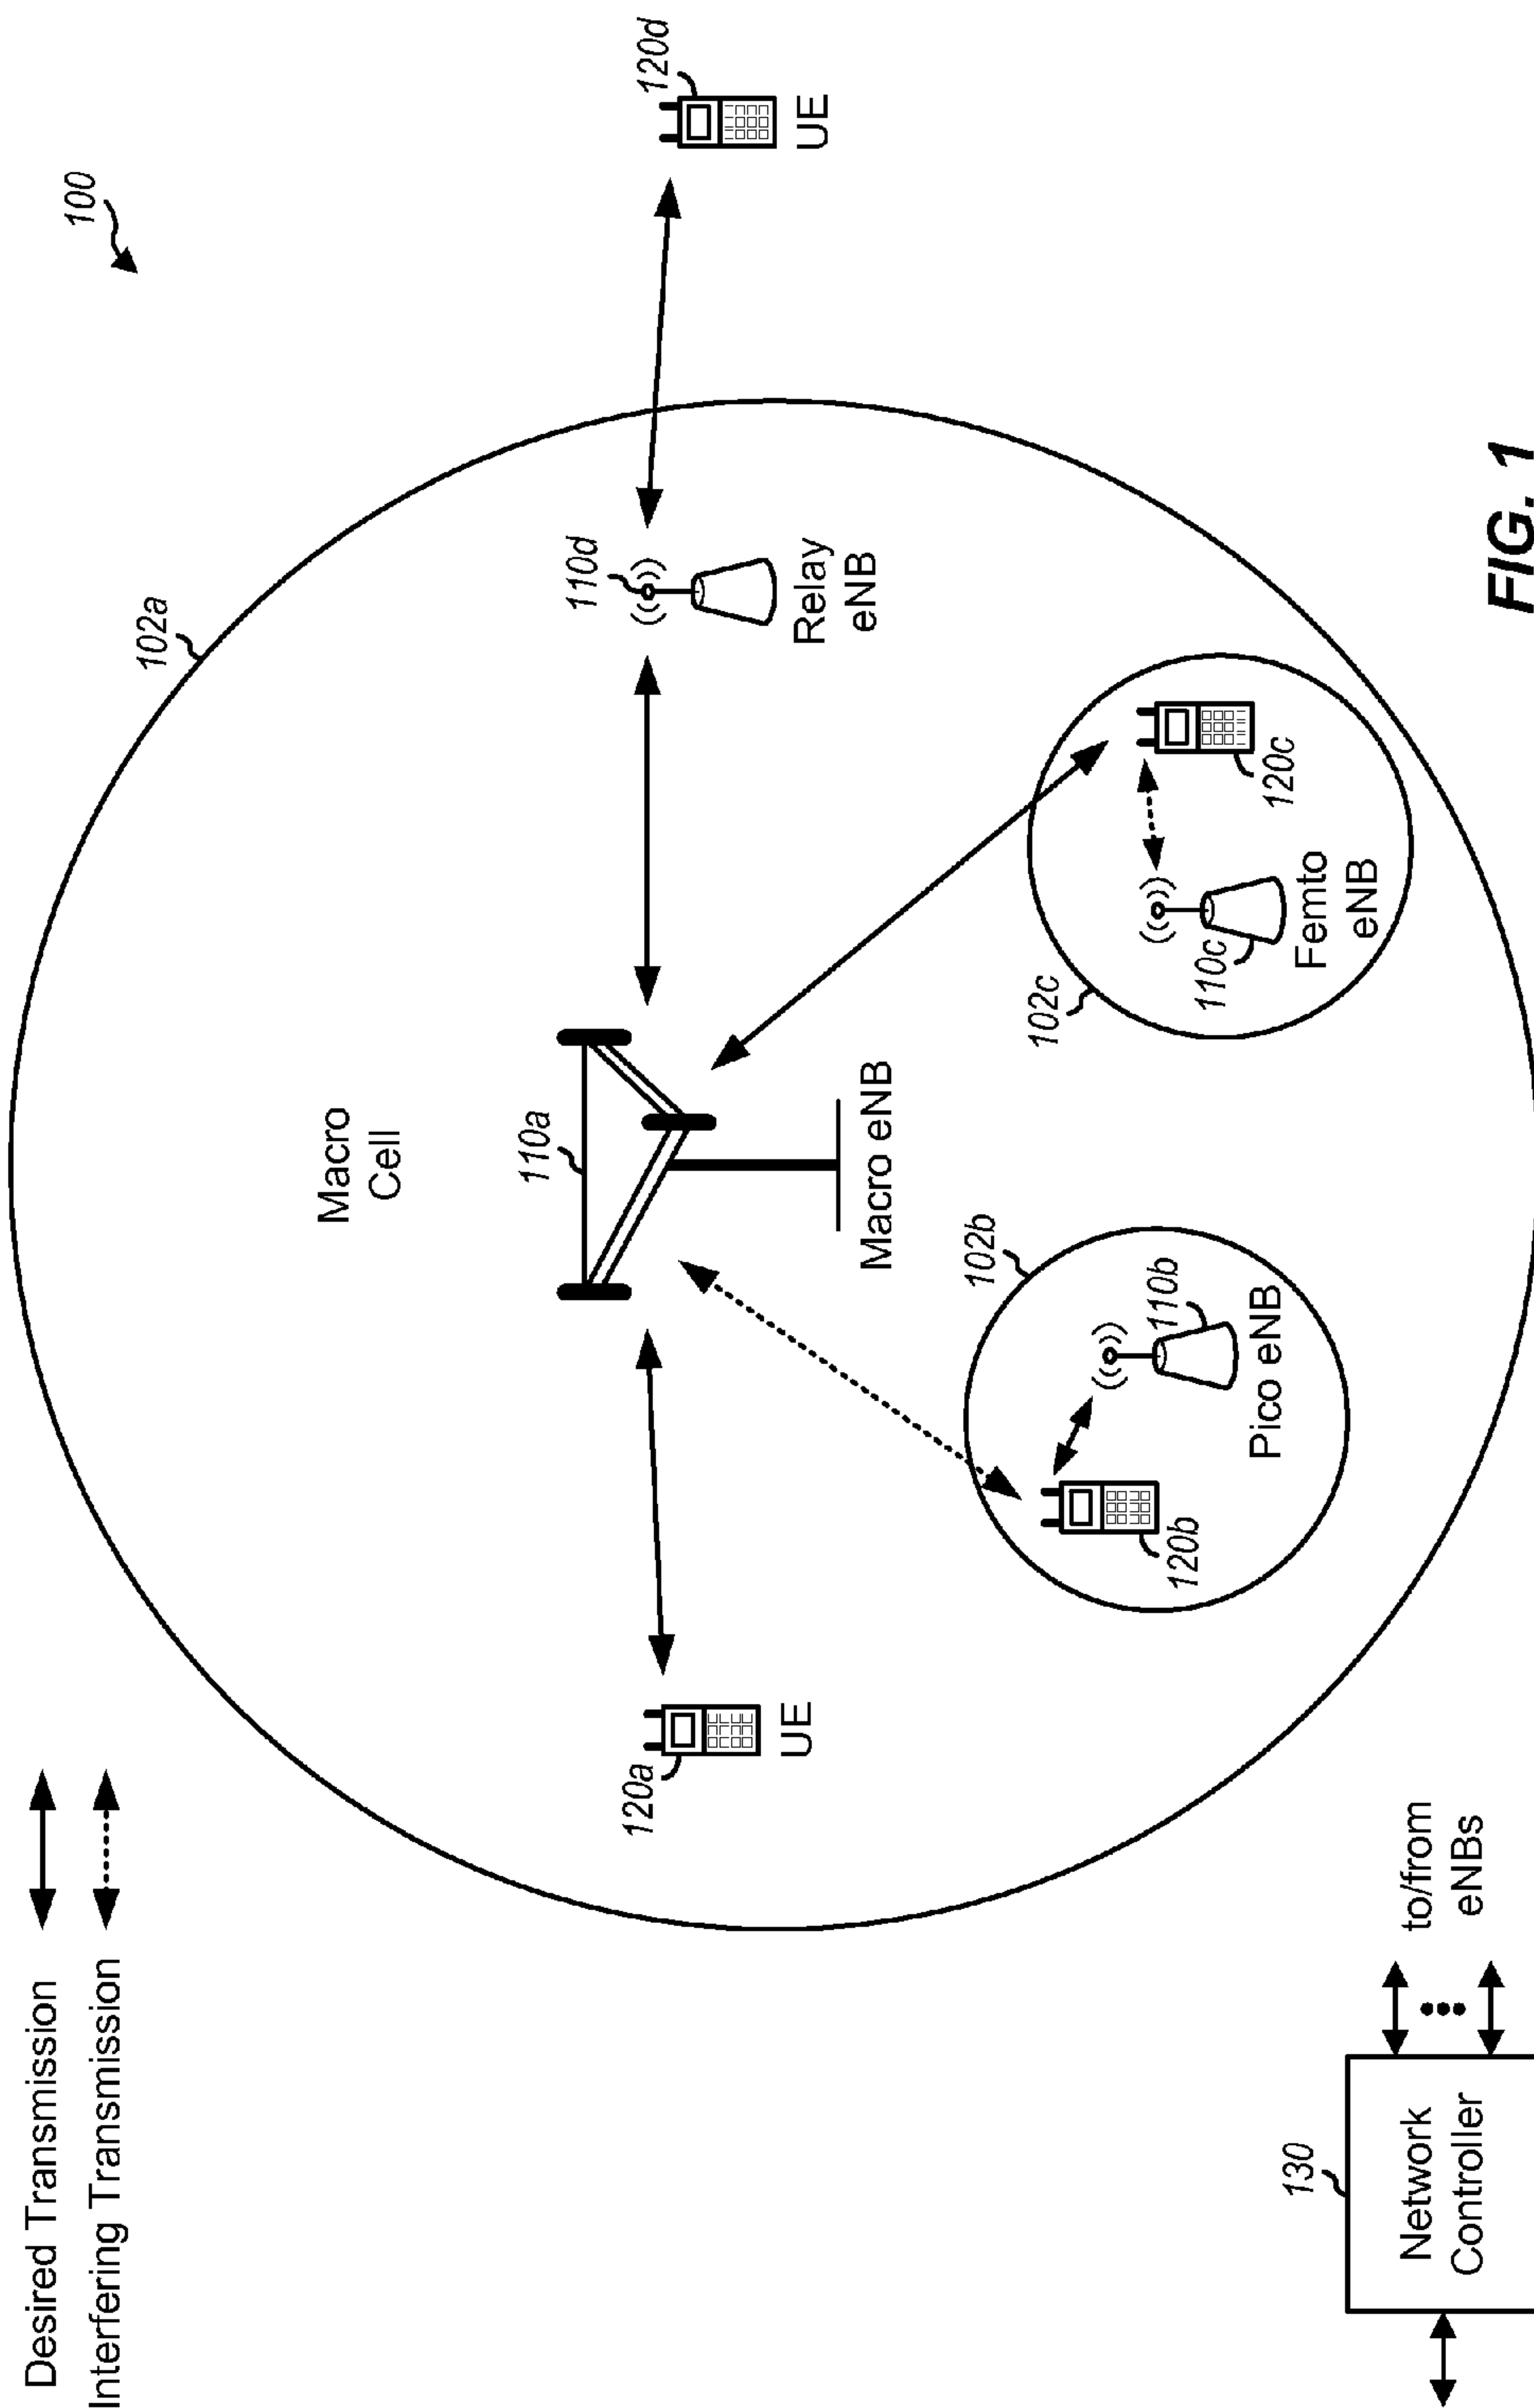 Desired Transmission
Interfering Transmission
100
102a
Macro
Cell
110a
110d
120d
120a
UE
Macro eNB
Relay
eNB
UE
102b
102c
120b
110b
Pico eNB
110c
120c
Femto
eNB
130
Network
Controller
to/from
eNBs
FIG. 1